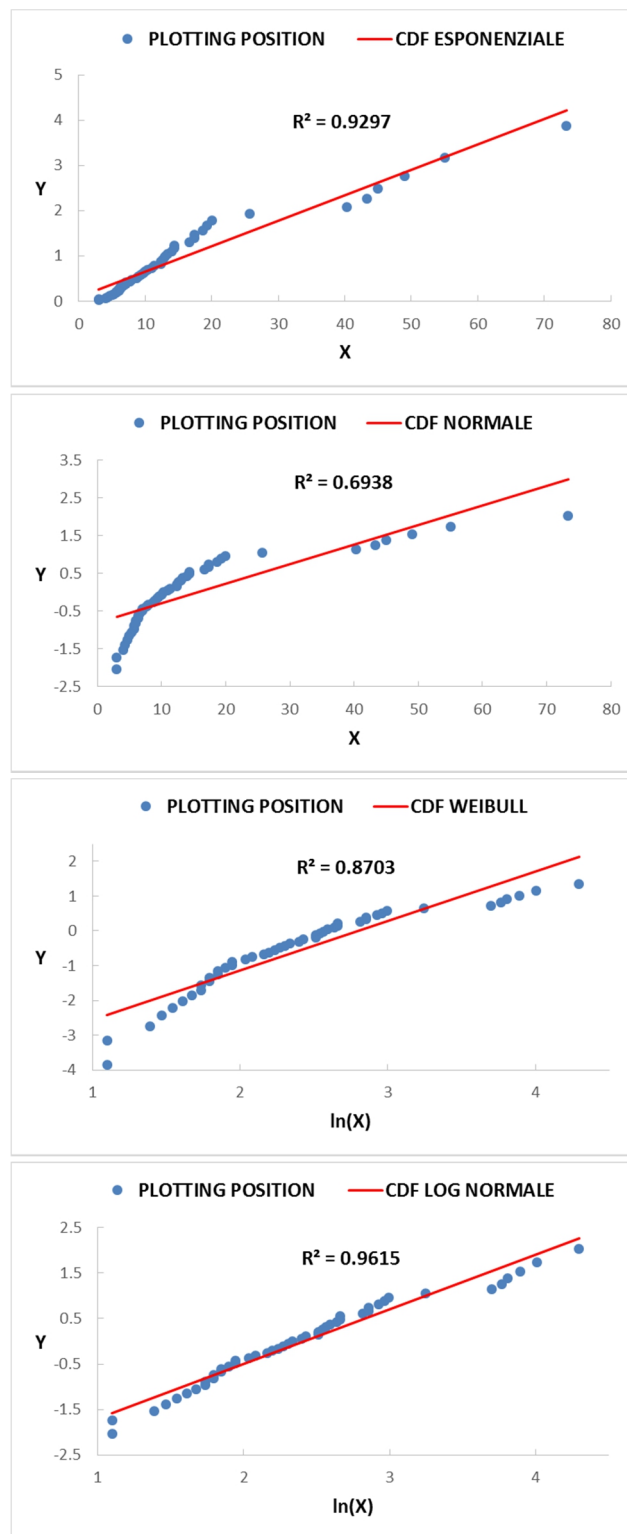 PLOTTING POSITION CDF ESPONENZIALE
5
R² = 0.9297
4
3
Y
2
1
0
0 10 20 30 40 50 60 70 80
X
PLOTTING POSITION CDF NORMALE
3.5
R² = 0.6938
2.5
1.5
Y
0.5
-0.5
-1.5
-2.5
0 10 20 30 40 50 60 70 80
X
PLOTTING POSITION CDF WEIBULL
2
R² = 0.8703
1
0
Y
-1
-2
-3
-4
1 2 3 4
ln(X)
PLOTTING POSITION CDF LOG NORMALE
2.5
R² = 0.9615
1.5
Y
0.5
-0.5
-1.5
-2.5
1 2 3 4
ln(X)